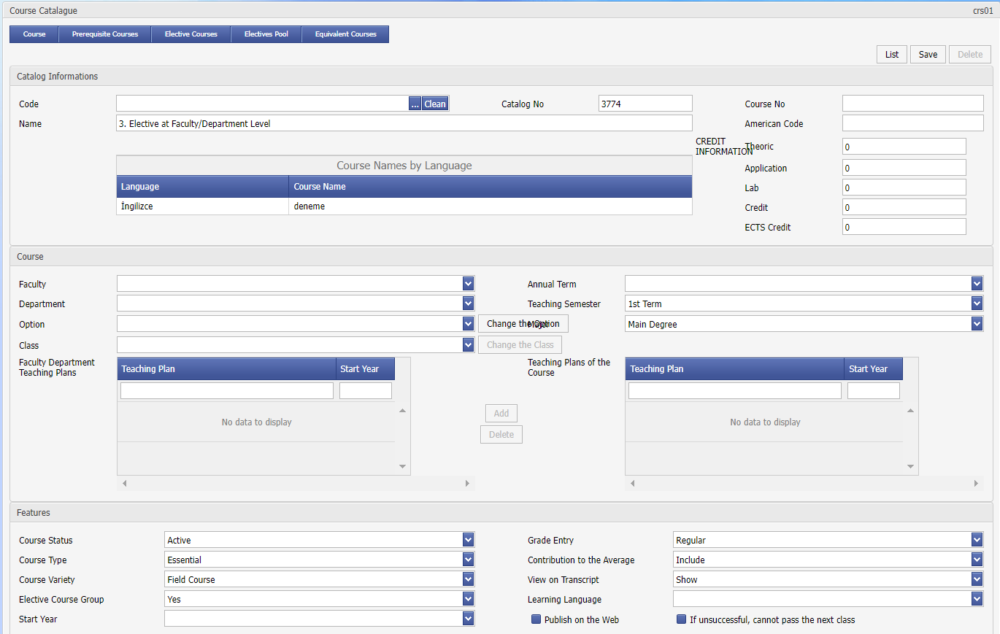 Course Catalague crs01
Course Prerequisite Courses Elective Courses Electives Pool Equivalent Courses
List Save Delete
Catalog Informations
Code ... Clean Catalog No 3774 Course No
Name 3. Elective at Faculty/Department Level American Code
CREDIT INFORMATION Theoric 0
Course Names by Language
Application 0
Language Course Name
Lab 0
İngilizce deneme
Credit 0
ECTS Credit 0
Course
Faculty Annual Term
Department Teaching Semester 1st Term
Option Change the Option Major Main Degree
Class Change the Class
Faculty Department
Teaching Plans
Teaching Plan Start Year
Teaching Plans of the
Course
Teaching Plan Start Year
No data to display
Add
Delete
No data to display
Features
Course Status Active Grade Entry Regular
Course Type Essential Contribution to the Average Include
Course Variety Field Course View on Transcript Show
Elective Course Group Yes Learning Language
Start Year Publish on the Web If unsuccessful, cannot pass the next class